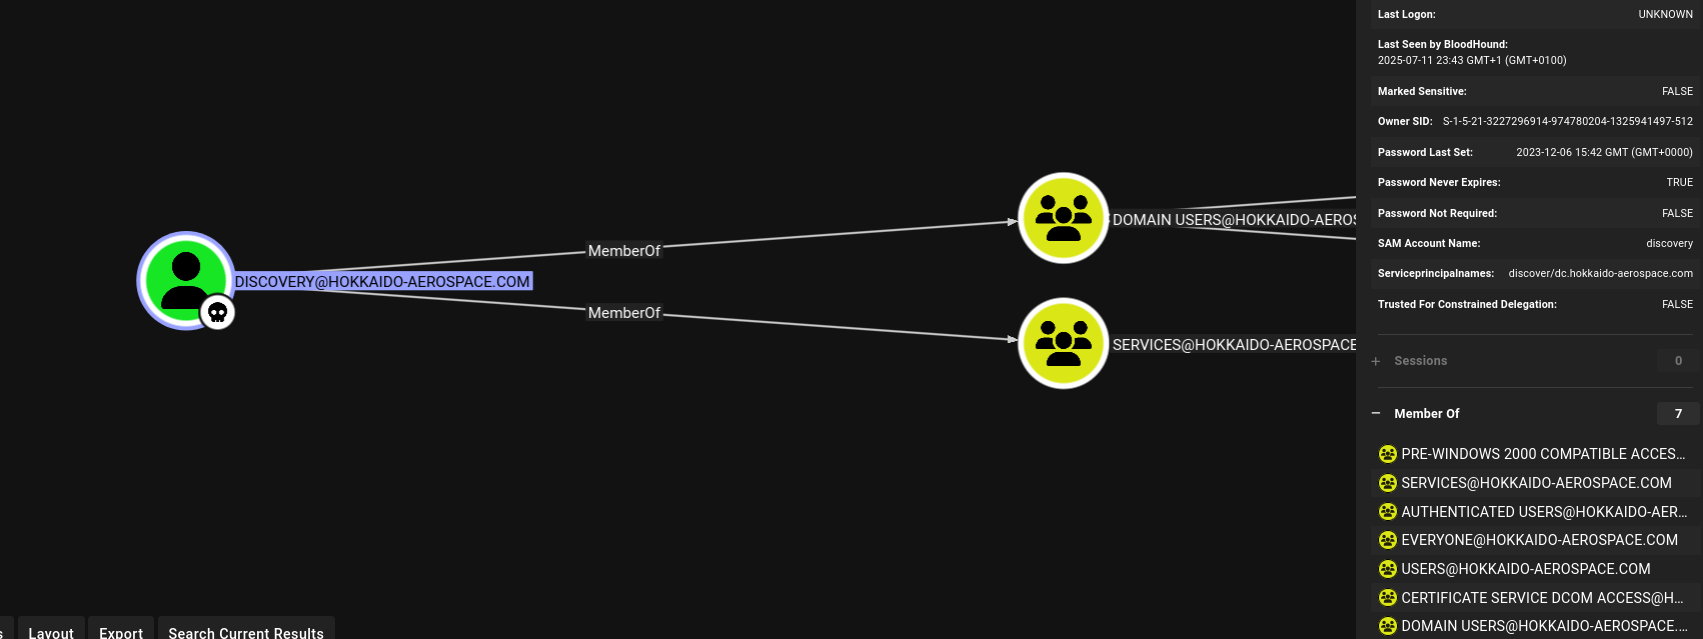 DISCOVERY@HOKKAIDO-AEROSPACE.COM
MemberOf
MemberOf
DOMAIN USERS@HOKKAIDO-AEROS
SERVICES@HOKKAIDO-AEROSPACE
Layout
Export
Search Current Results
Last Logon: UNKNOWN
Last Seen by BloodHound:
2025-07-11 23:43 GMT+1 (GMT+0100)
Marked Sensitive: FALSE
Owner SID: S-1-5-21-3227296914-974780204-1325941497-512
Password Last Set: 2023-12-06 15:42 GMT (GMT+0000)
Password Never Expires: TRUE
Password Not Required: FALSE
SAM Account Name: discovery
Serviceprincipalnames: discover/dc.hokkaido-aerospace.com
Trusted For Constrained Delegation: FALSE
+ Sessions 0
− Member Of 7
PRE-WINDOWS 2000 COMPATIBLE ACCES...
SERVICES@HOKKAIDO-AEROSPACE.COM
AUTHENTICATED USERS@HOKKAIDO-AER...
EVERYONE@HOKKAIDO-AEROSPACE.COM
USERS@HOKKAIDO-AEROSPACE.COM
CERTIFICATE SERVICE DCOM ACCESS@H...
DOMAIN USERS@HOKKAIDO-AEROSPACE....